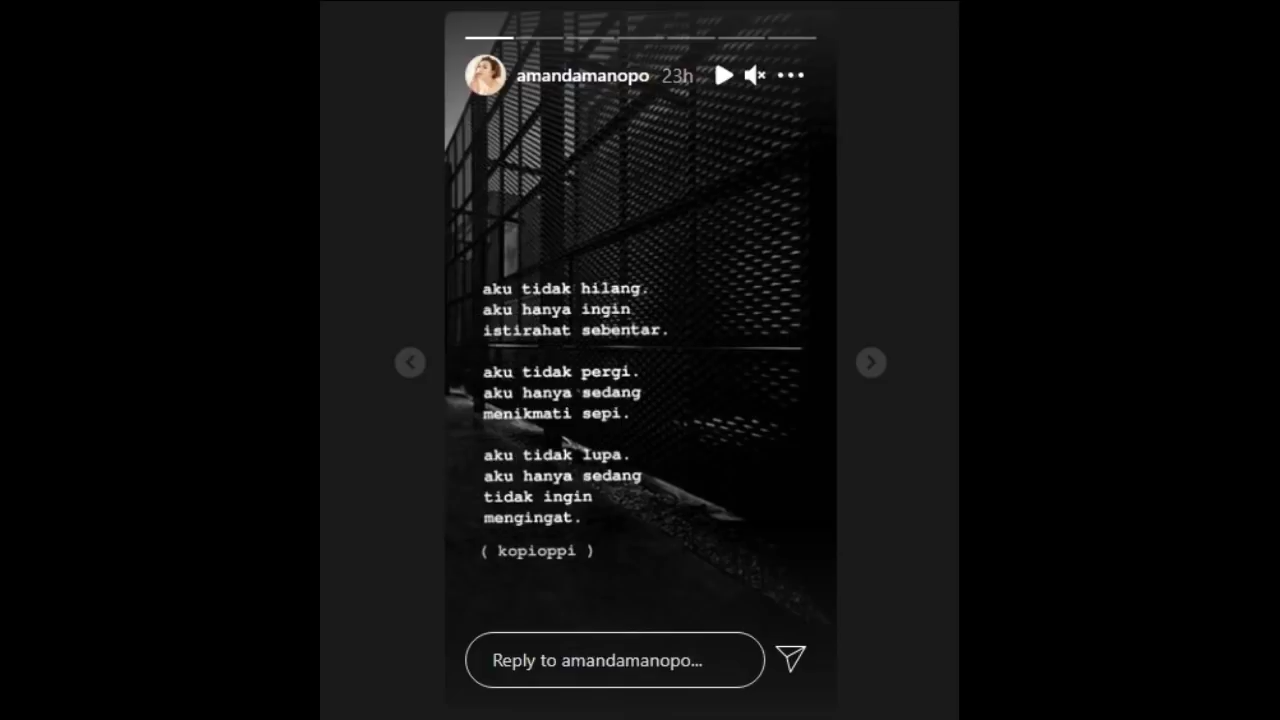 amandamanopo 23h
aku tidak hilang.
aku hanya ingin
istirahat sebentar.
aku tidak pergi.
aku hanya sedang
menikmati sepi.
aku tidak lupa.
aku hanya sedang
tidak ingin
mengingat.
( kopioppi )
Reply to amandamanopo...